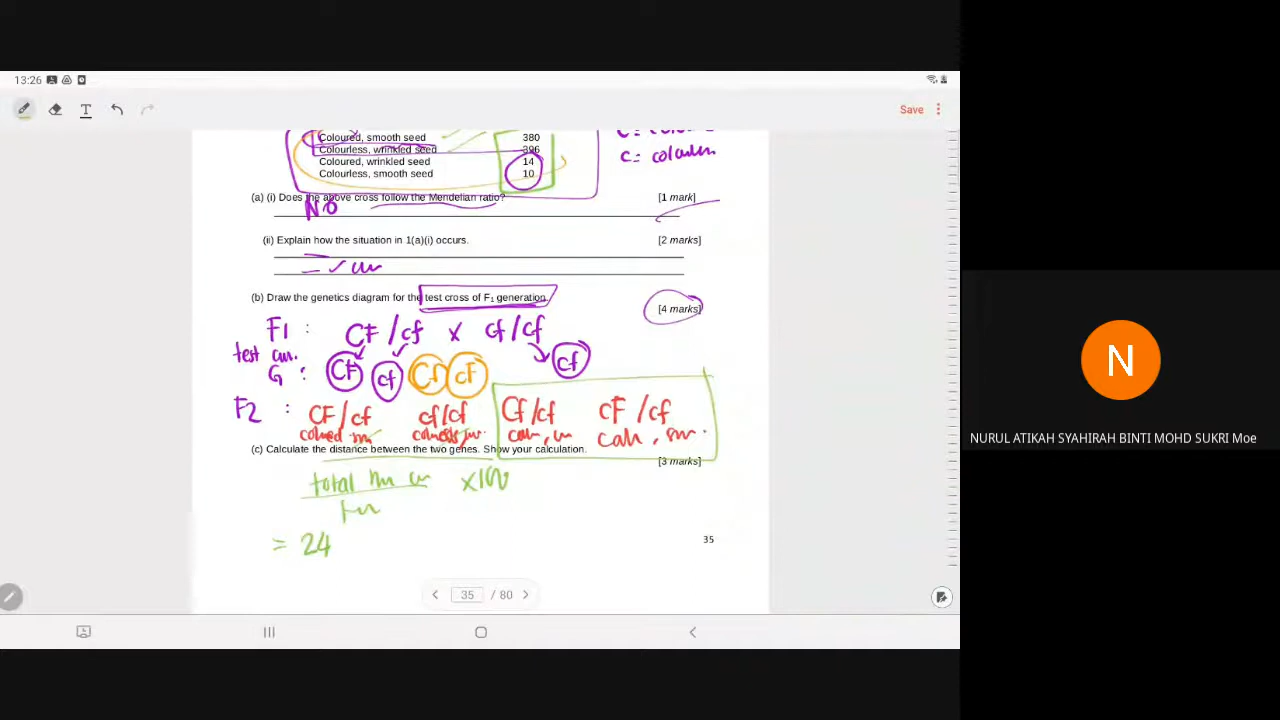 13:26
Save
Coloured, smooth seed 380
Colourless, wrinkled seed 396
Coloured, wrinkled seed 14
Colourless, smooth seed 10
c =
(a) (i) Does the above cross follow the Mendelian ratio? [1 mark]
No
(ii) Explain how the situation in 1(a)(i) occurs. [2 marks]
(b) Draw the genetics diagram for the test cross of F1 generation. [4 marks]
F1 : CF/cf x cf/cf
test
G : CF cf Cf cF cf
F2 : CF/cf cf/cf Cf/cf cF/cf
(c) Calculate the distance between the two genes. Show your calculation.
[3 marks]
total x100
= 24
35
35 / 80
N
NURUL ATIKAH SYAHIRAH BINTI MOHD SUKRI Moe